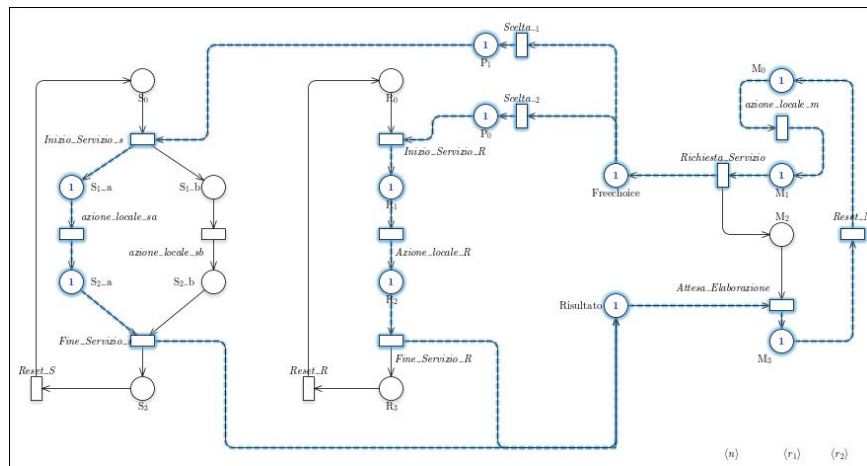 Scelta_1
1
P₁
S₀
R₀
M₀
1
azione_locale_m
Scelta_2
1
P₀
Inizio_Servizio_s
Inizio_Servizio_R
Richiesta_Servizio
1
S₁_a
S₁_b
1
R₁
1
Freechoice
1
M₁
M₂
azione_locale_sa
azione_locale_sb
Azione_locale_R
1
S₂_a
S₂_b
1
R₂
Attesa_Elaborazione
Risultato
1
Fine_Servizio_s
Fine_Servizio_R
1
M₃
Reset_S
S₃
Reset_R
R₃
⟨n⟩
⟨r₁⟩
⟨r₂⟩